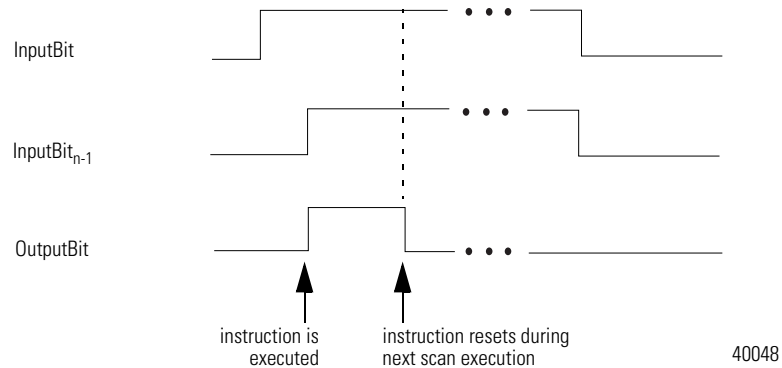 InputBit
InputBitn-1
OutputBit
instruction is
executed
instruction resets during
next scan execution
40048